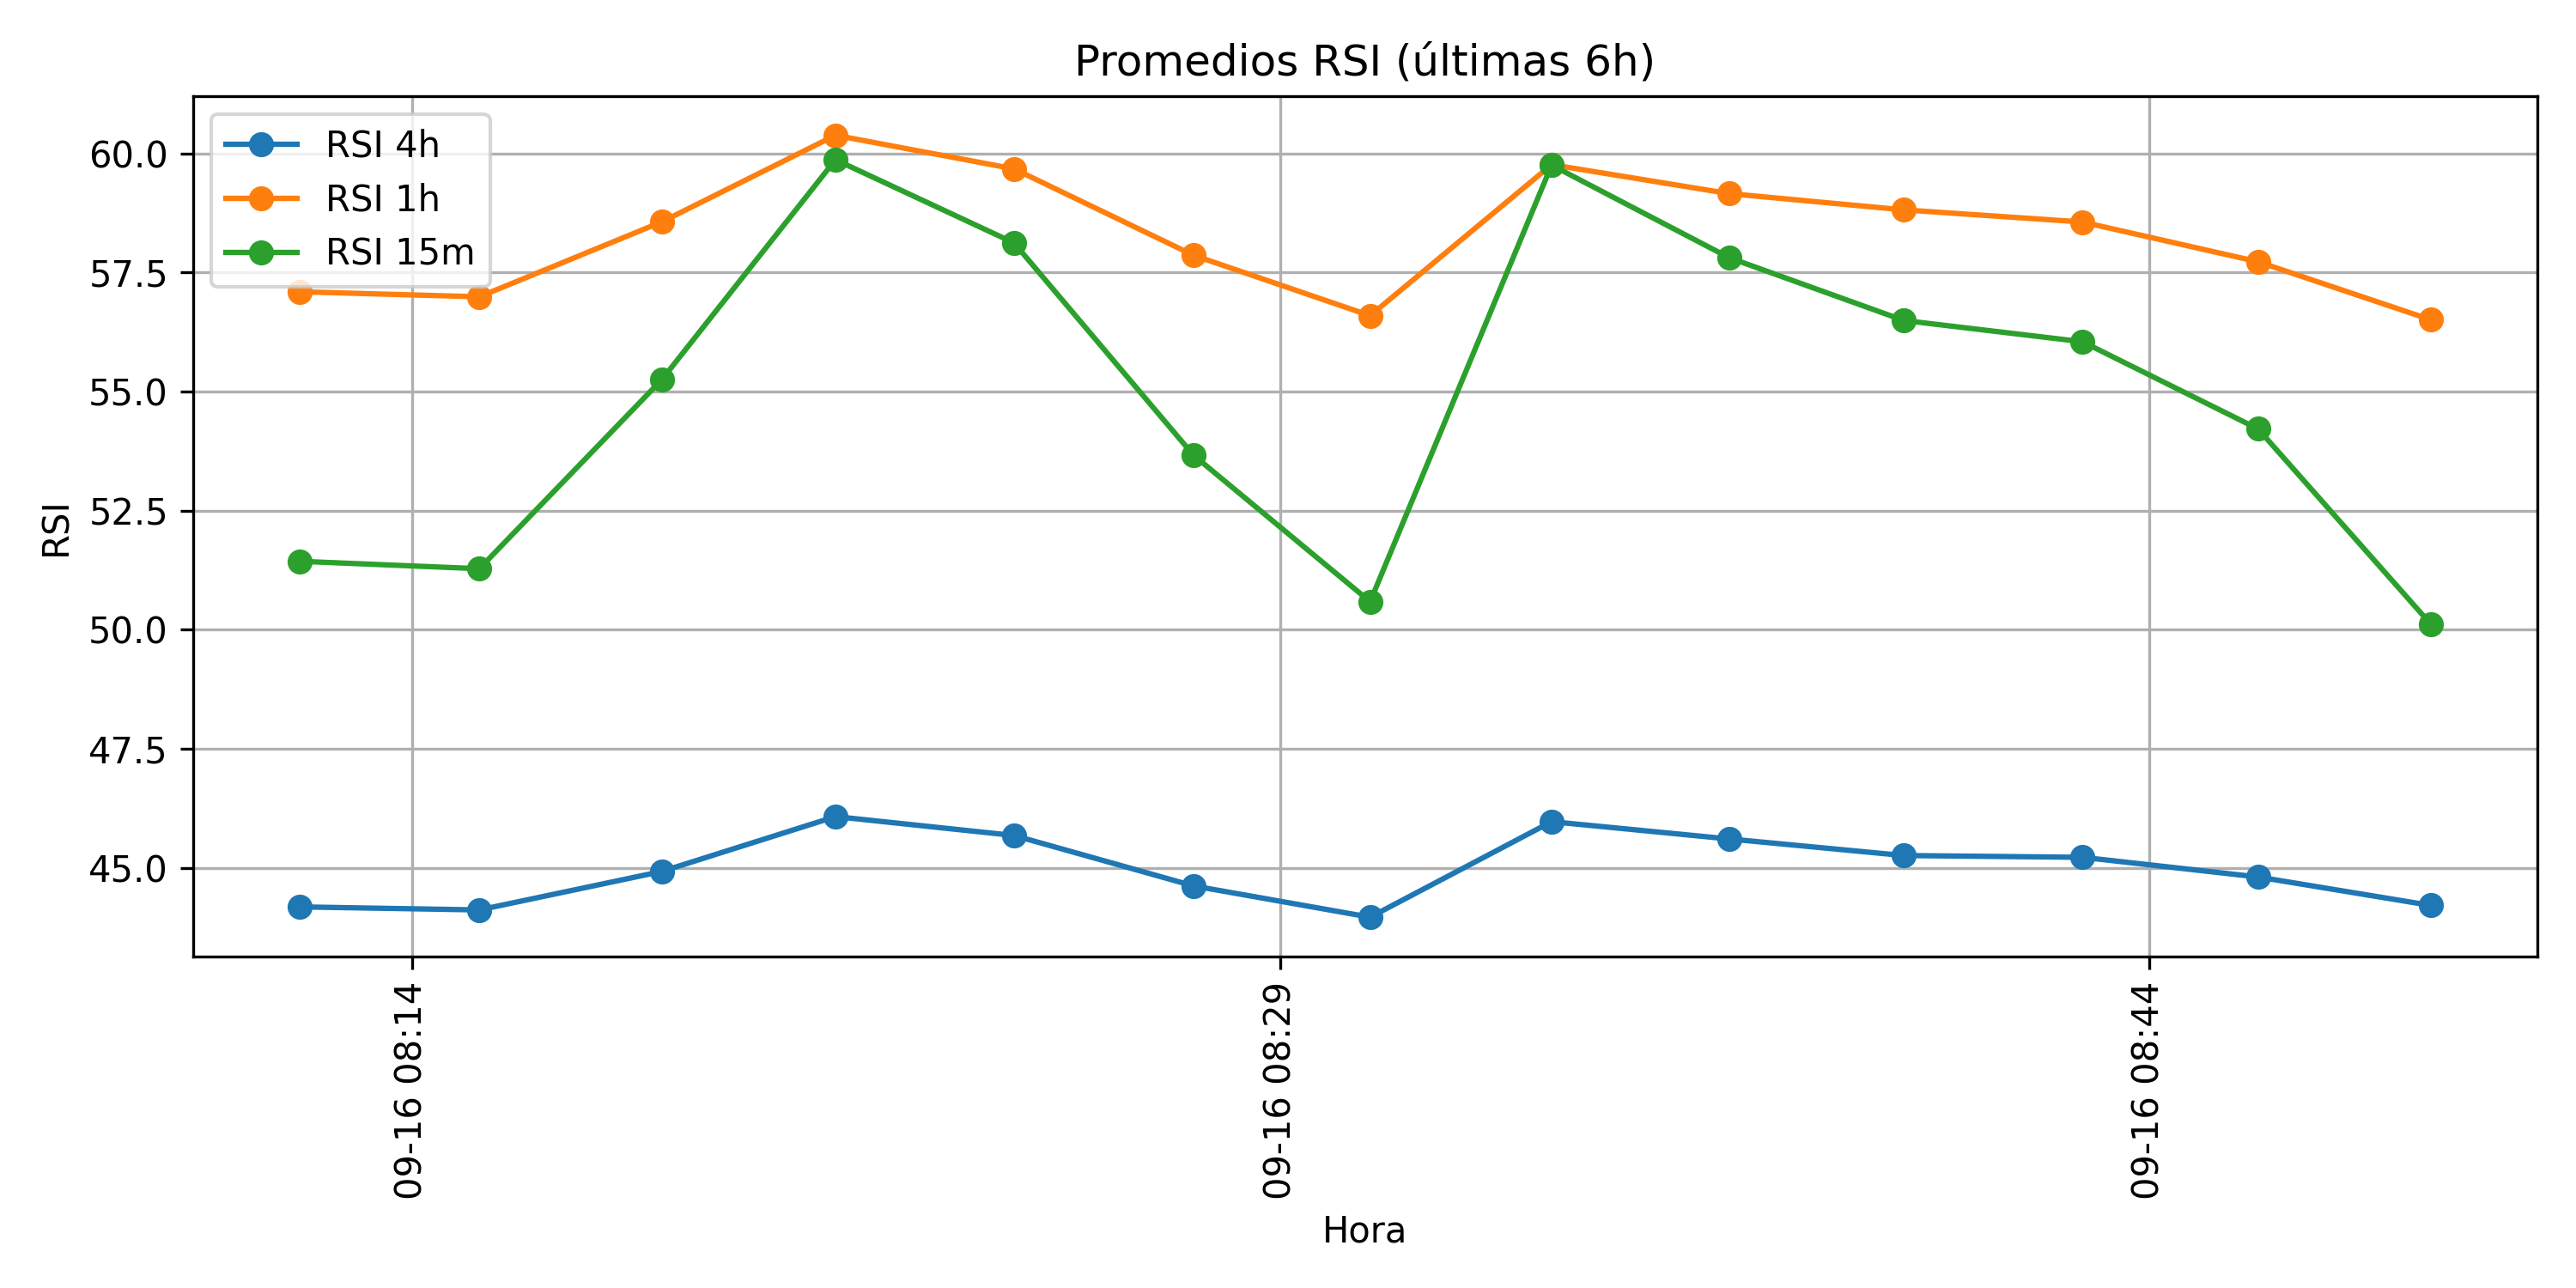 Promedios RSI (últimas 6h)
RSI 4h
RSI 1h
RSI 15m
60.0
57.5
55.0
52.5
50.0
47.5
45.0
RSI
09-16 08:14
09-16 08:29
09-16 08:44
Hora